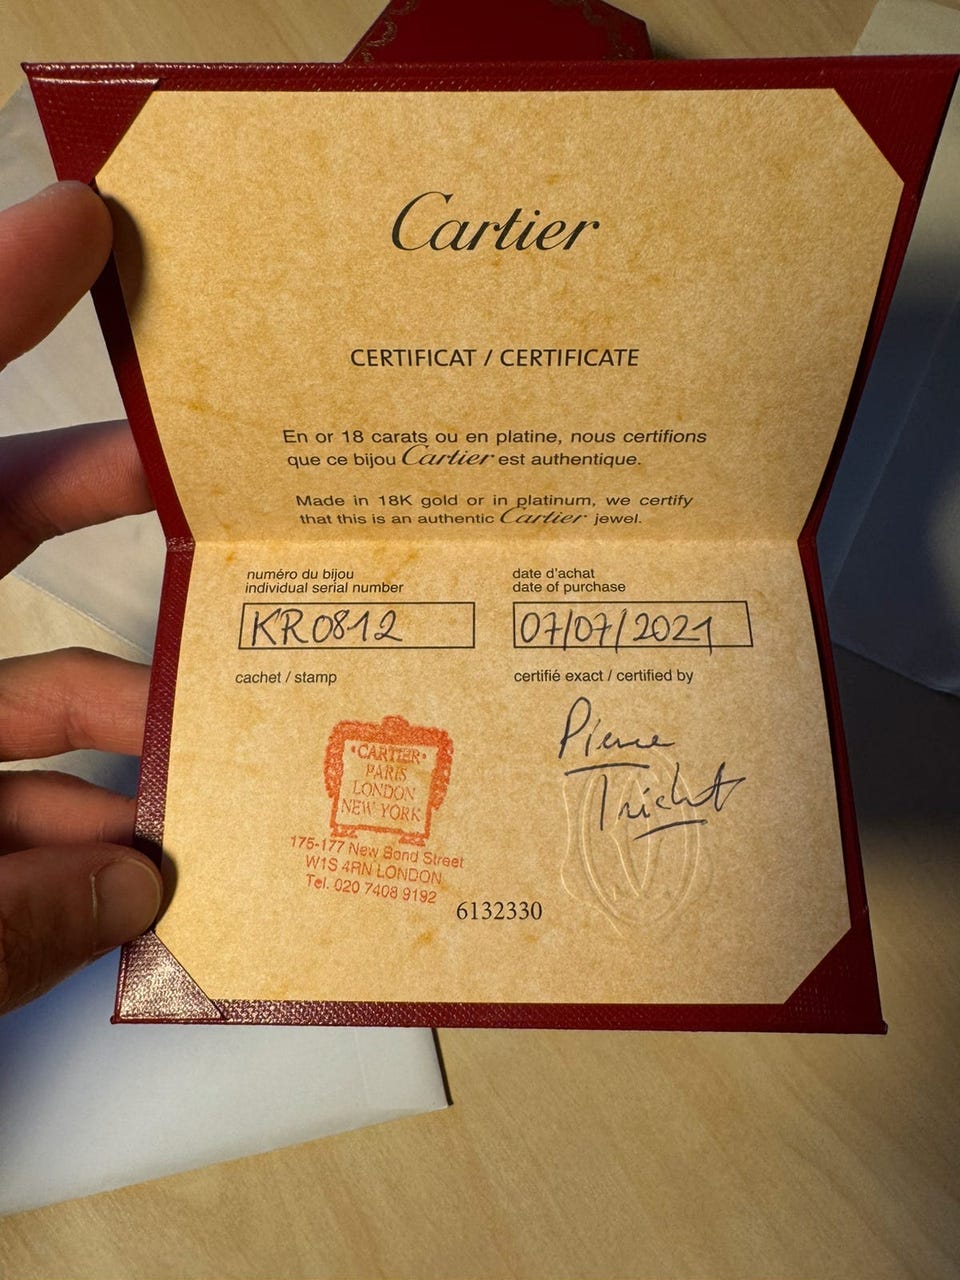 Cartier
CERTIFICAT / CERTIFICATE
En or 18 carats ou en platine, nous certifions
que ce bijou Cartier est authentique.
Made in 18K gold or in platinum, we certify
that this is an authentic Cartier jewel.
numéro du bijou
individual serial number
KR0812
date d'achat
date of purchase
07/07/2021
cachet / stamp
certifié exact / certified by
Pierre
•CARTIER•
PARIS
LONDON
NEW YORK
175-177 New Bond Street
W1S 4RN LONDON
Tel. 020 7408 9192
6132330